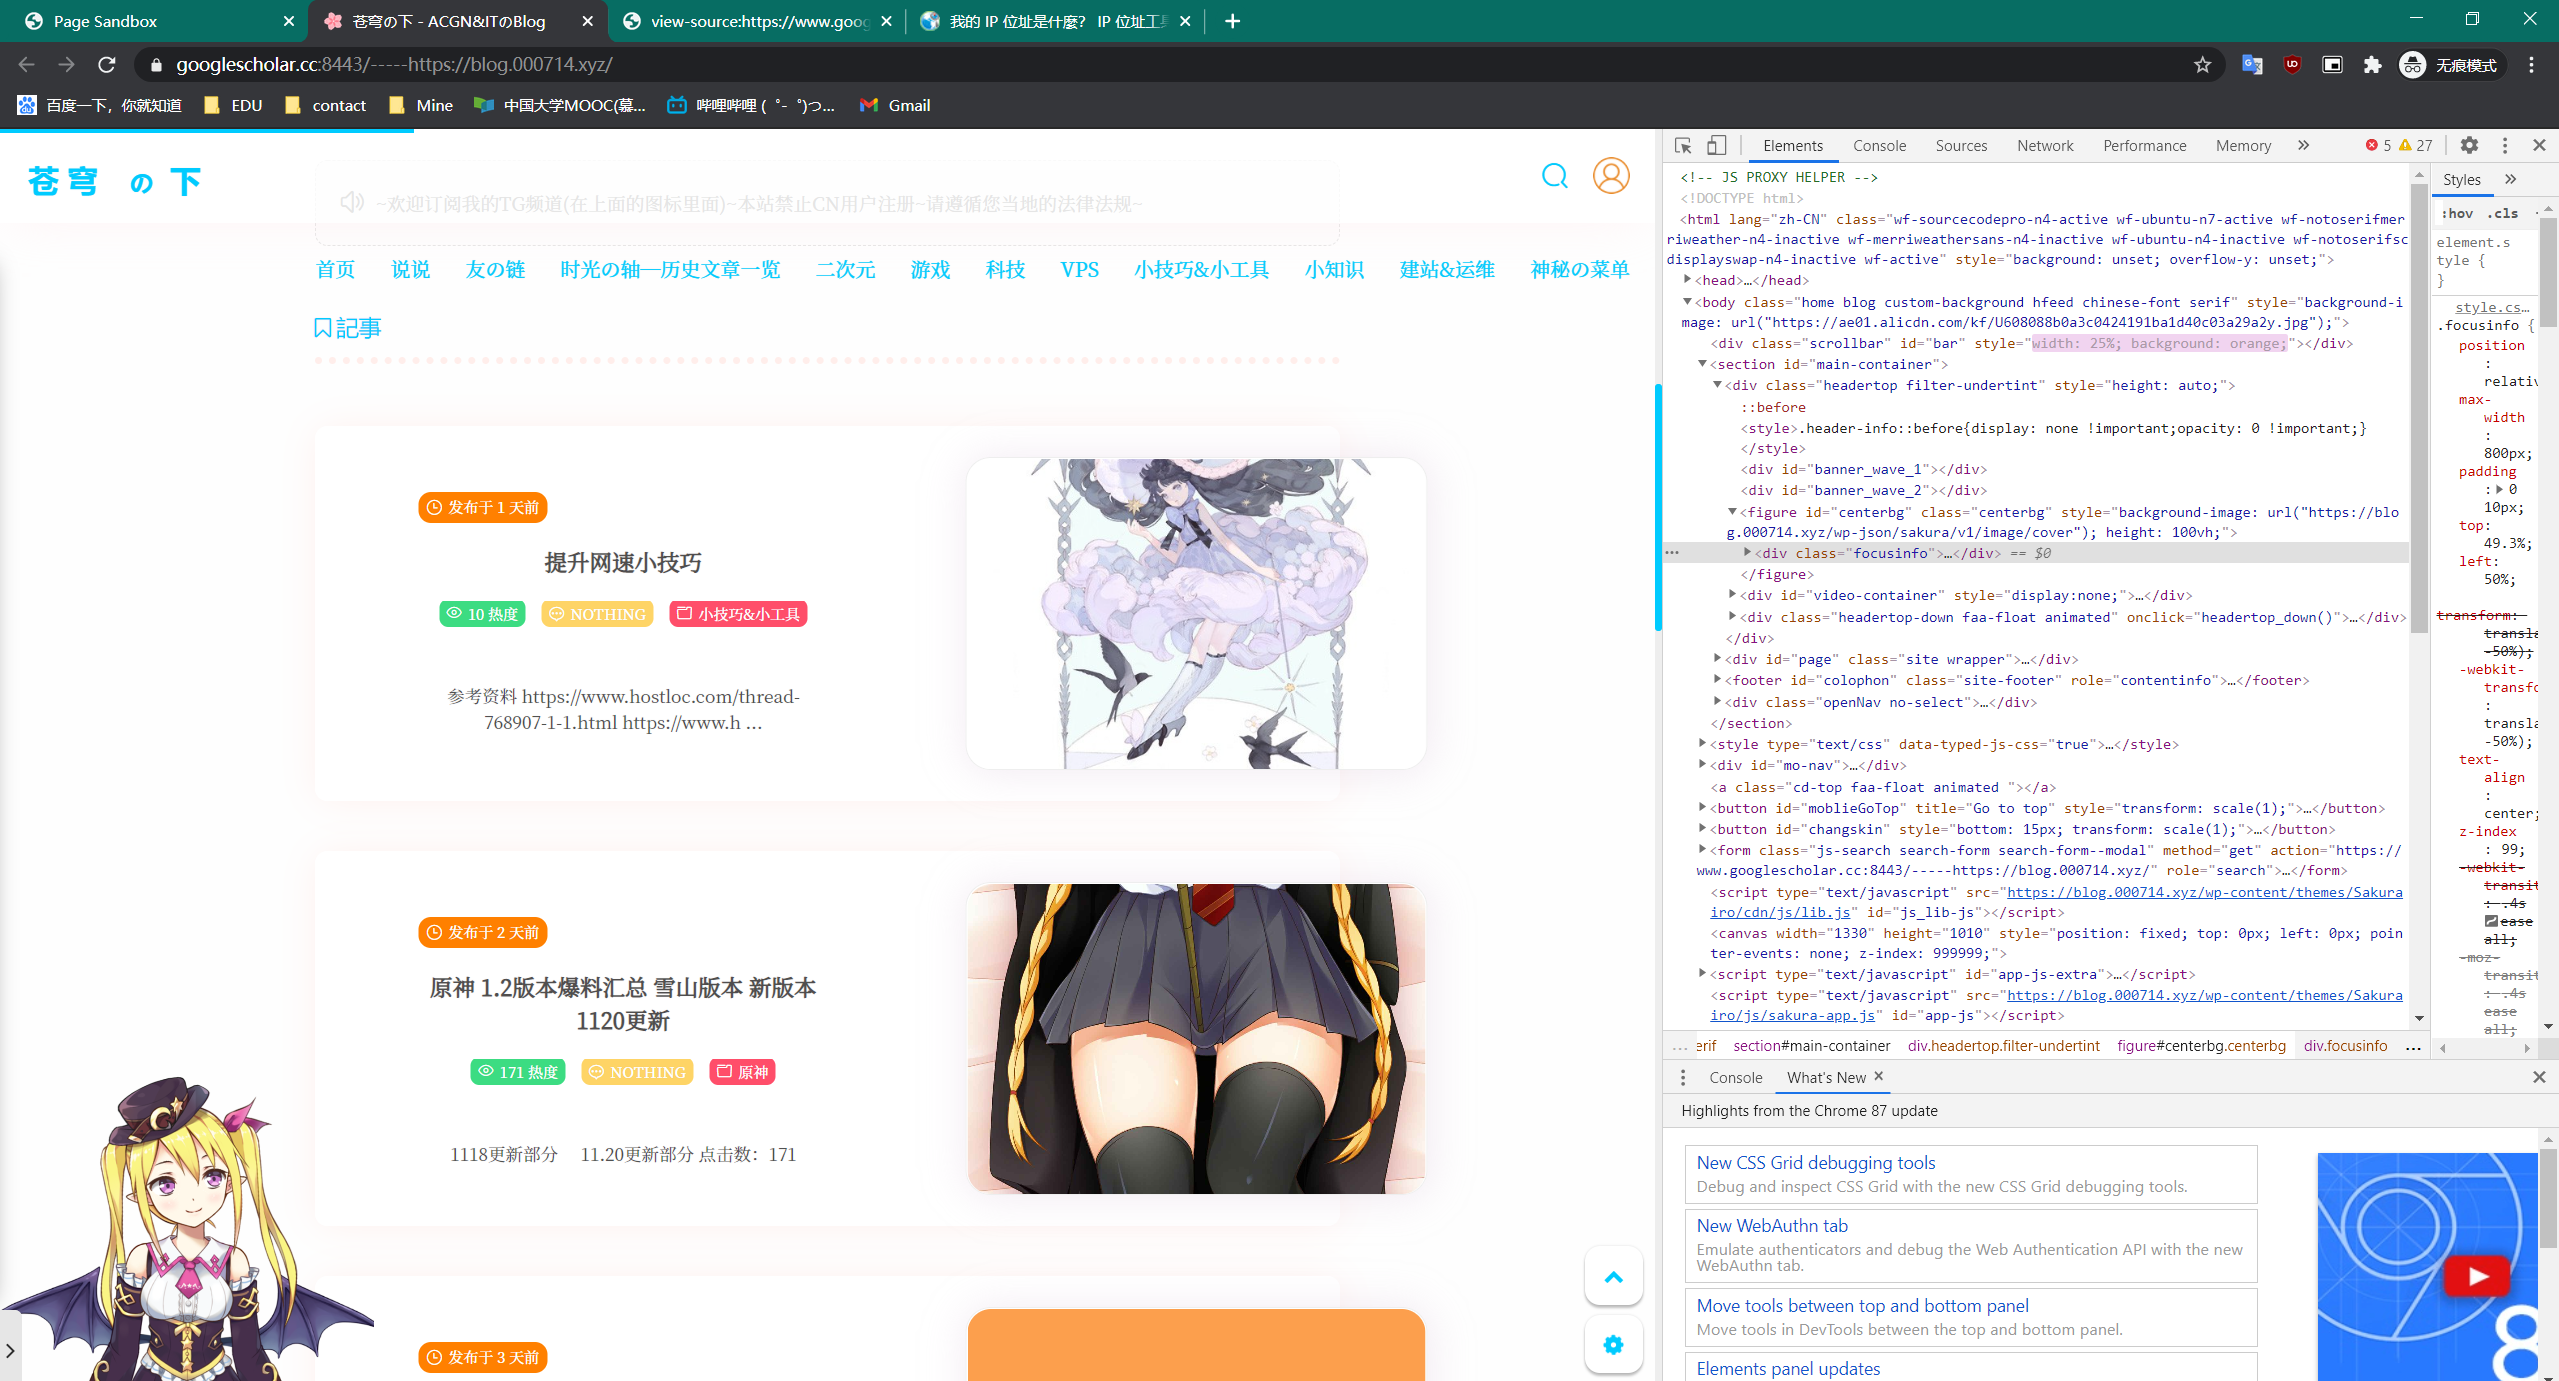 Page Sandbox
苍穹の下 - ACGN&ITのBlog
view-source:https://www.goog
我的 IP 位址是什麼？ IP 位址工具
googlescholar.cc:8443/-----https://blog.000714.xyz/
无痕模式
百度一下，你就知道
EDU
contact
Mine
中国大学MOOC(慕...
哔哩哔哩 ( ゜- ゜)つ...
Gmail
苍穹 の 下
~欢迎订阅我的TG频道(在上面的图标里面)~本站禁止CN用户注册~请遵循您当地的法律法规~
首页 说说 友の链 时光の轴—历史文章一览 二次元 游戏 科技 VPS 小技巧&小工具 小知识 建站&运维 神秘の菜单
記事
发布于 1 天前
提升网速小技巧
10 热度 NOTHING 小技巧&小工具
参考资料 https://www.hostloc.com/thread-
768907-1-1.html https://www.h ...
发布于 2 天前
原神 1.2版本爆料汇总 雪山版本 新版本
1120更新
171 热度 NOTHING 原神
1118更新部分 11.20更新部分 点击数：171
发布于 3 天前
Elements Console Sources Network Performance Memory » 5 27
<!-- JS PROXY HELPER -->
<!DOCTYPE html>
<html lang="zh-CN" class="wf-sourcecodepro-n4-active wf-ubuntu-n7-active wf-notoserifmer
riweather-n4-inactive wf-merriweathersans-n4-inactive wf-ubuntu-n4-inactive wf-notoserifsc
displayswap-n4-inactive wf-active" style="background: unset; overflow-y: unset;">
<head>…</head>
<body class="home blog custom-background hfeed chinese-font serif" style="background-i
mage: url("https://ae01.alicdn.com/kf/U608088b0a3c0424191ba1d40c03a29a2y.jpg");">
<div class="scrollbar" id="bar" style="width: 25%; background: orange;"></div>
<section id="main-container">
<div class="headertop filter-undertint" style="height: auto;">
::before
<style>.header-info::before{display: none !important;opacity: 0 !important;}
</style>
<div id="banner_wave_1"></div>
<div id="banner_wave_2"></div>
<figure id="centerbg" class="centerbg" style="background-image: url("https://blo
g.000714.xyz/wp-json/sakura/v1/image/cover"); height: 100vh;">
<div class="focusinfo">…</div> == $0
</figure>
<div id="video-container" style="display:none;">…</div>
<div class="headertop-down faa-float animated" onclick="headertop_down()">…</div>
</div>
<div id="page" class="site wrapper">…</div>
<footer id="colophon" class="site-footer" role="contentinfo">…</footer>
<div class="openNav no-select">…</div>
</section>
<style type="text/css" data-typed-js-css="true">…</style>
<div id="mo-nav">…</div>
<a class="cd-top faa-float animated "></a>
<button id="moblieGoTop" title="Go to top" style="transform: scale(1);">…</button>
<button id="changskin" style="bottom: 15px; transform: scale(1);">…</button>
<form class="js-search search-form search-form--modal" method="get" action="https://
www.googlescholar.cc:8443/-----https://blog.000714.xyz/" role="search">…</form>
<script type="text/javascript" src="https://blog.000714.xyz/wp-content/themes/Sakura
iro/cdn/js/lib.js" id="js_lib-js"></script>
<canvas width="1330" height="1010" style="position: fixed; top: 0px; left: 0px; poin
ter-events: none; z-index: 999999;">
<script type="text/javascript" id="app-js-extra">…</script>
<script type="text/javascript" src="https://blog.000714.xyz/wp-content/themes/Sakura
iro/js/sakura-app.js" id="app-js"></script>
... erif section#main-container div.headertop.filter-undertint figure#centerbg.centerbg div.focusinfo ...
Styles »
:hov .cls
element.s
tyle {
}
style.cs…
.focusinfo {
position
:
relativ
max-
width
:
800px;
padding
: 0
10px;
top:
49.3%;
left:
50%;
transform:
transla
-50%);
-webkit-
transfo
:
transla
-50%);
text-
align
:
center;
z-index
: 99;
-webkit-
transit
: .4s
ease
all;
-moz-
transit
: .4s
ease
all;
Console What's New
Highlights from the Chrome 87 update
New CSS Grid debugging tools
Debug and inspect CSS Grid with the new CSS Grid debugging tools.
New WebAuthn tab
Emulate authenticators and debug the Web Authentication API with the new
WebAuthn tab.
Move tools between top and bottom panel
Move tools in DevTools between the top and bottom panel.
Elements panel updates
8